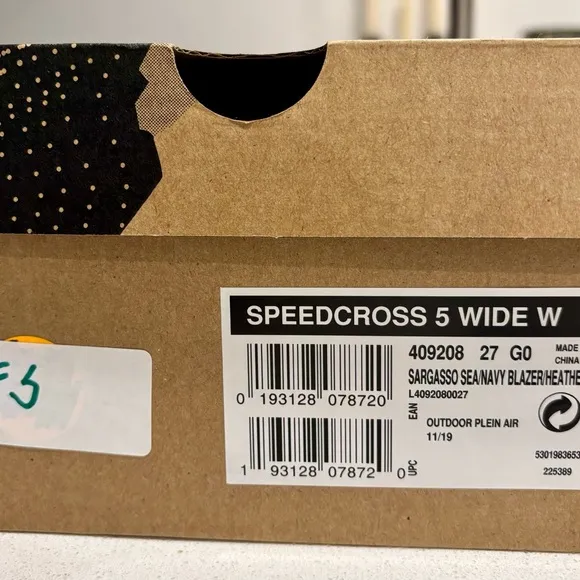 SPEEDCROSS 5 WIDE W
409208 27 G0
MADE
CHINA
SARGASSO SEA/NAVY BLAZER/HEATHE
L4092080027
0 193128 078720
EAN
OUTDOOR PLEIN AIR
11/19
1 93128 07872 0
UPC
5301983653
225389